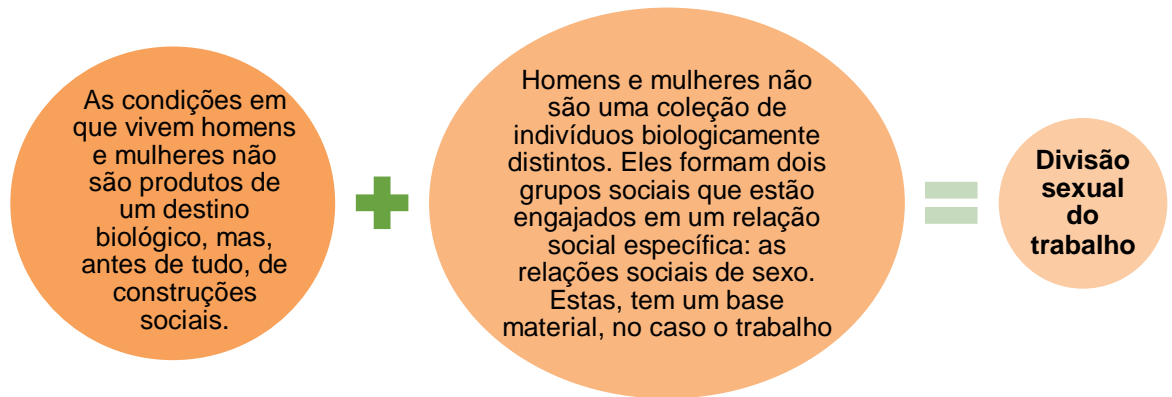 As condições em
que vivem homens
e mulheres não
são produtos de
um destino
biológico, mas,
antes de tudo, de
construções
sociais.
Homens e mulheres não
são uma coleção de
indivíduos biologicamente
distintos. Eles formam dois
grupos sociais que estão
engajados em um relação
social específica: as
relações sociais de sexo.
Estas, tem um base
material, no caso o trabalho
Divisão
sexual
do
trabalho